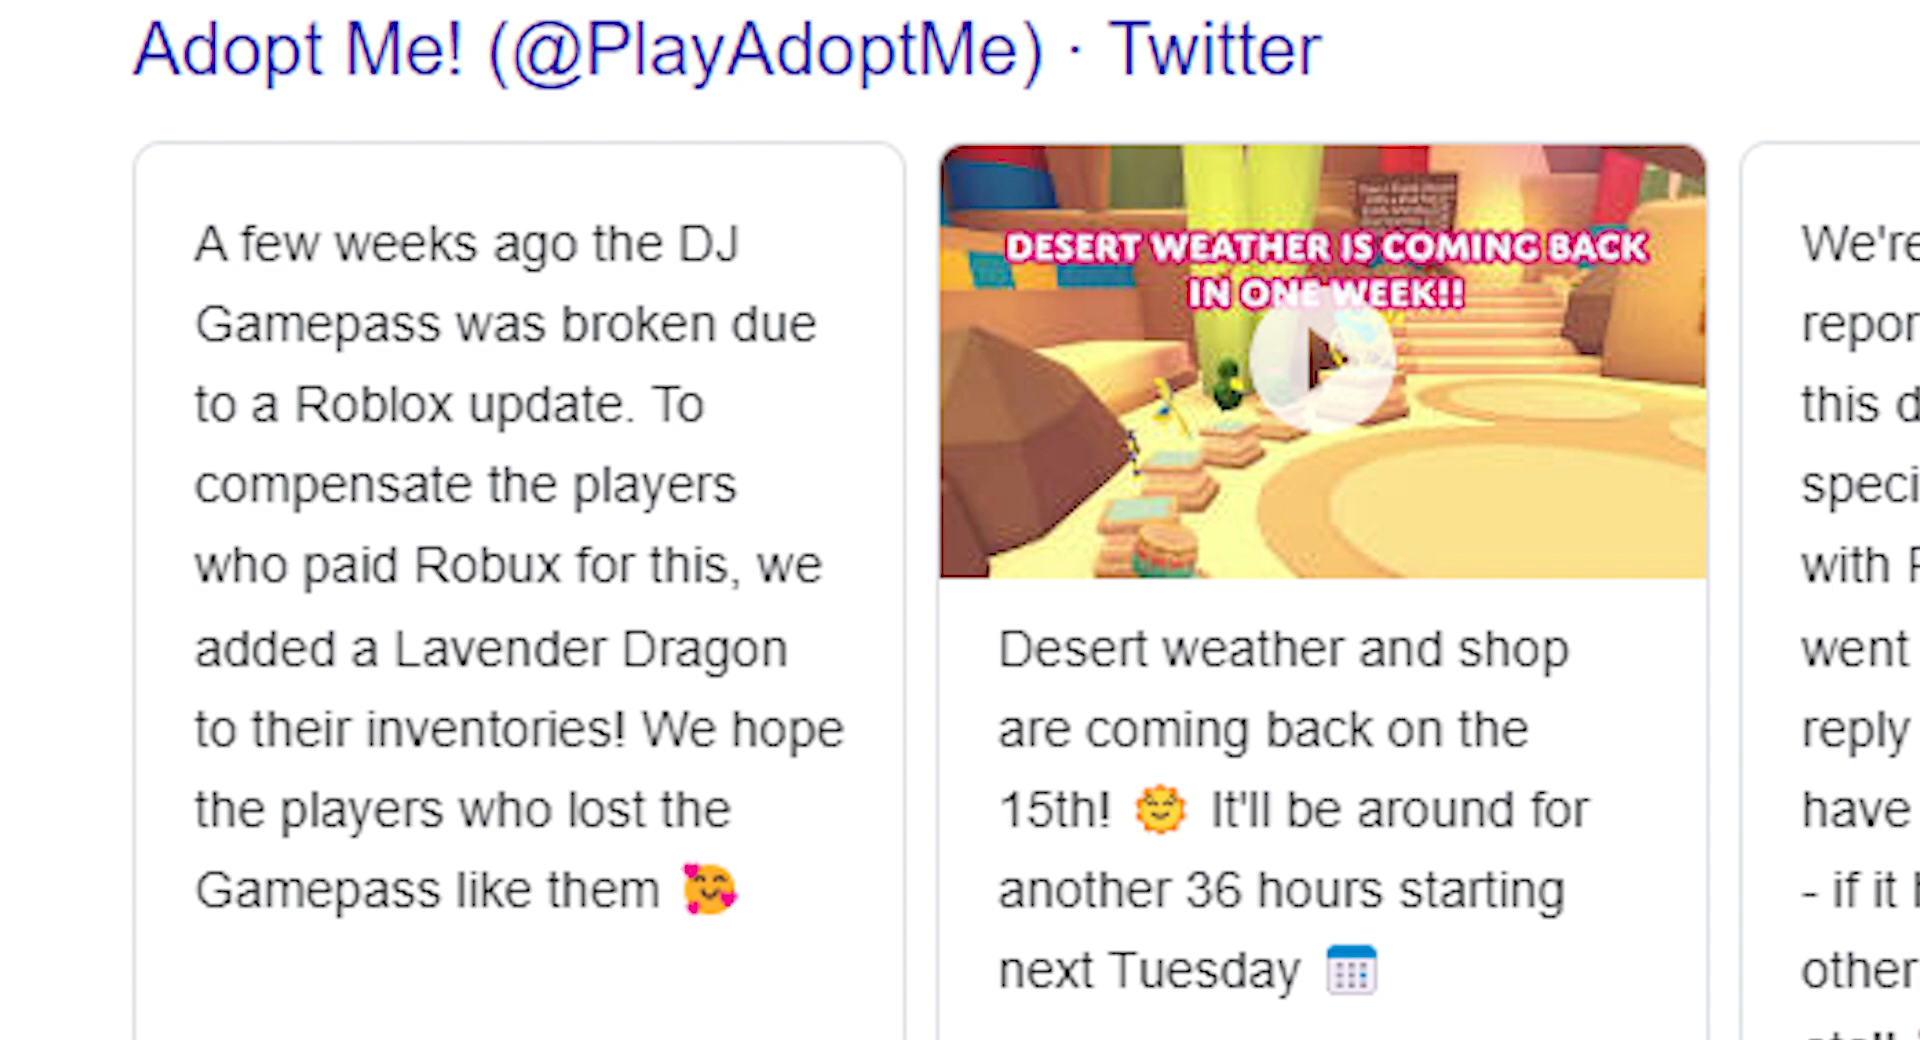 Adopt Me! (@PlayAdoptMe) · Twitter
A few weeks ago the DJ
Gamepass was broken due
to a Roblox update. To
compensate the players
who paid Robux for this, we
added a Lavender Dragon
to their inventories! We hope
the players who lost the
Gamepass like them 🥰
DESERT WEATHER IS COMING BACK
IN ONE WEEK!!
Desert weather and shop
are coming back on the
15th! 🌞 It'll be around for
another 36 hours starting
next Tuesday 📅
We're
this
with
went
reply
have
- if it
other